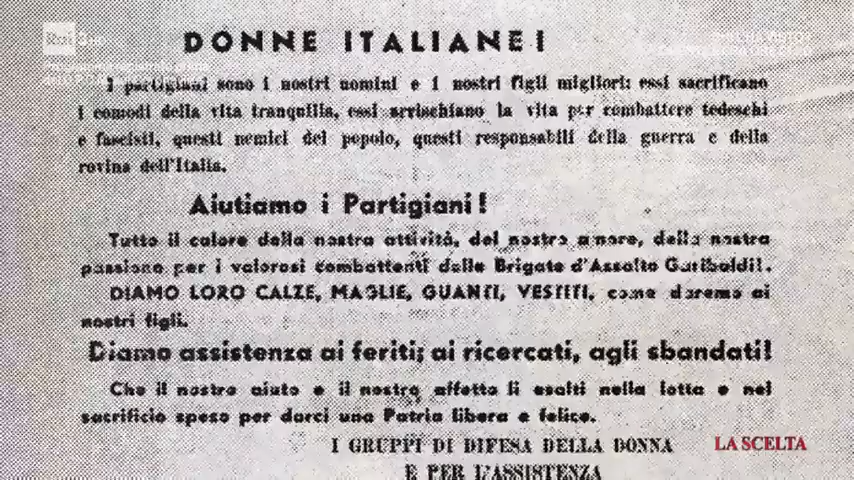 Rai 3
DONNE ITALIANE!
I partigiani sono i nostri uomini e i nostri figli migliori: essi sacrificano
i comodi della vita tranquilla, essi arrischiano la vita per combattere tedeschi
e fascisti, questi nemici del popolo, questi responsabili della guerra e della
rovina dell'Italia.
Aiutiamo i Partigiani!
Tutto il calore della nostra attività, del nostro amore, della nostra
passione per i valorosi combattenti delle Brigate d'Assalto Garibaldi!.
DIAMO LORO CALZE, MAGLIE, GUANTI, VESTITI, come daremo ai
nostri figli.
Diamo assistenza ai feriti; ai ricercati, agli sbandati!
Che il nostro aiuto e il nostro affetto li esalti nella lotta e nel
sacrificio speso per darci una Patria libera e felice.
I GRUPPI DI DIFESA DELLA DONNA
E PER L'ASSISTENZA
LA SCELTA